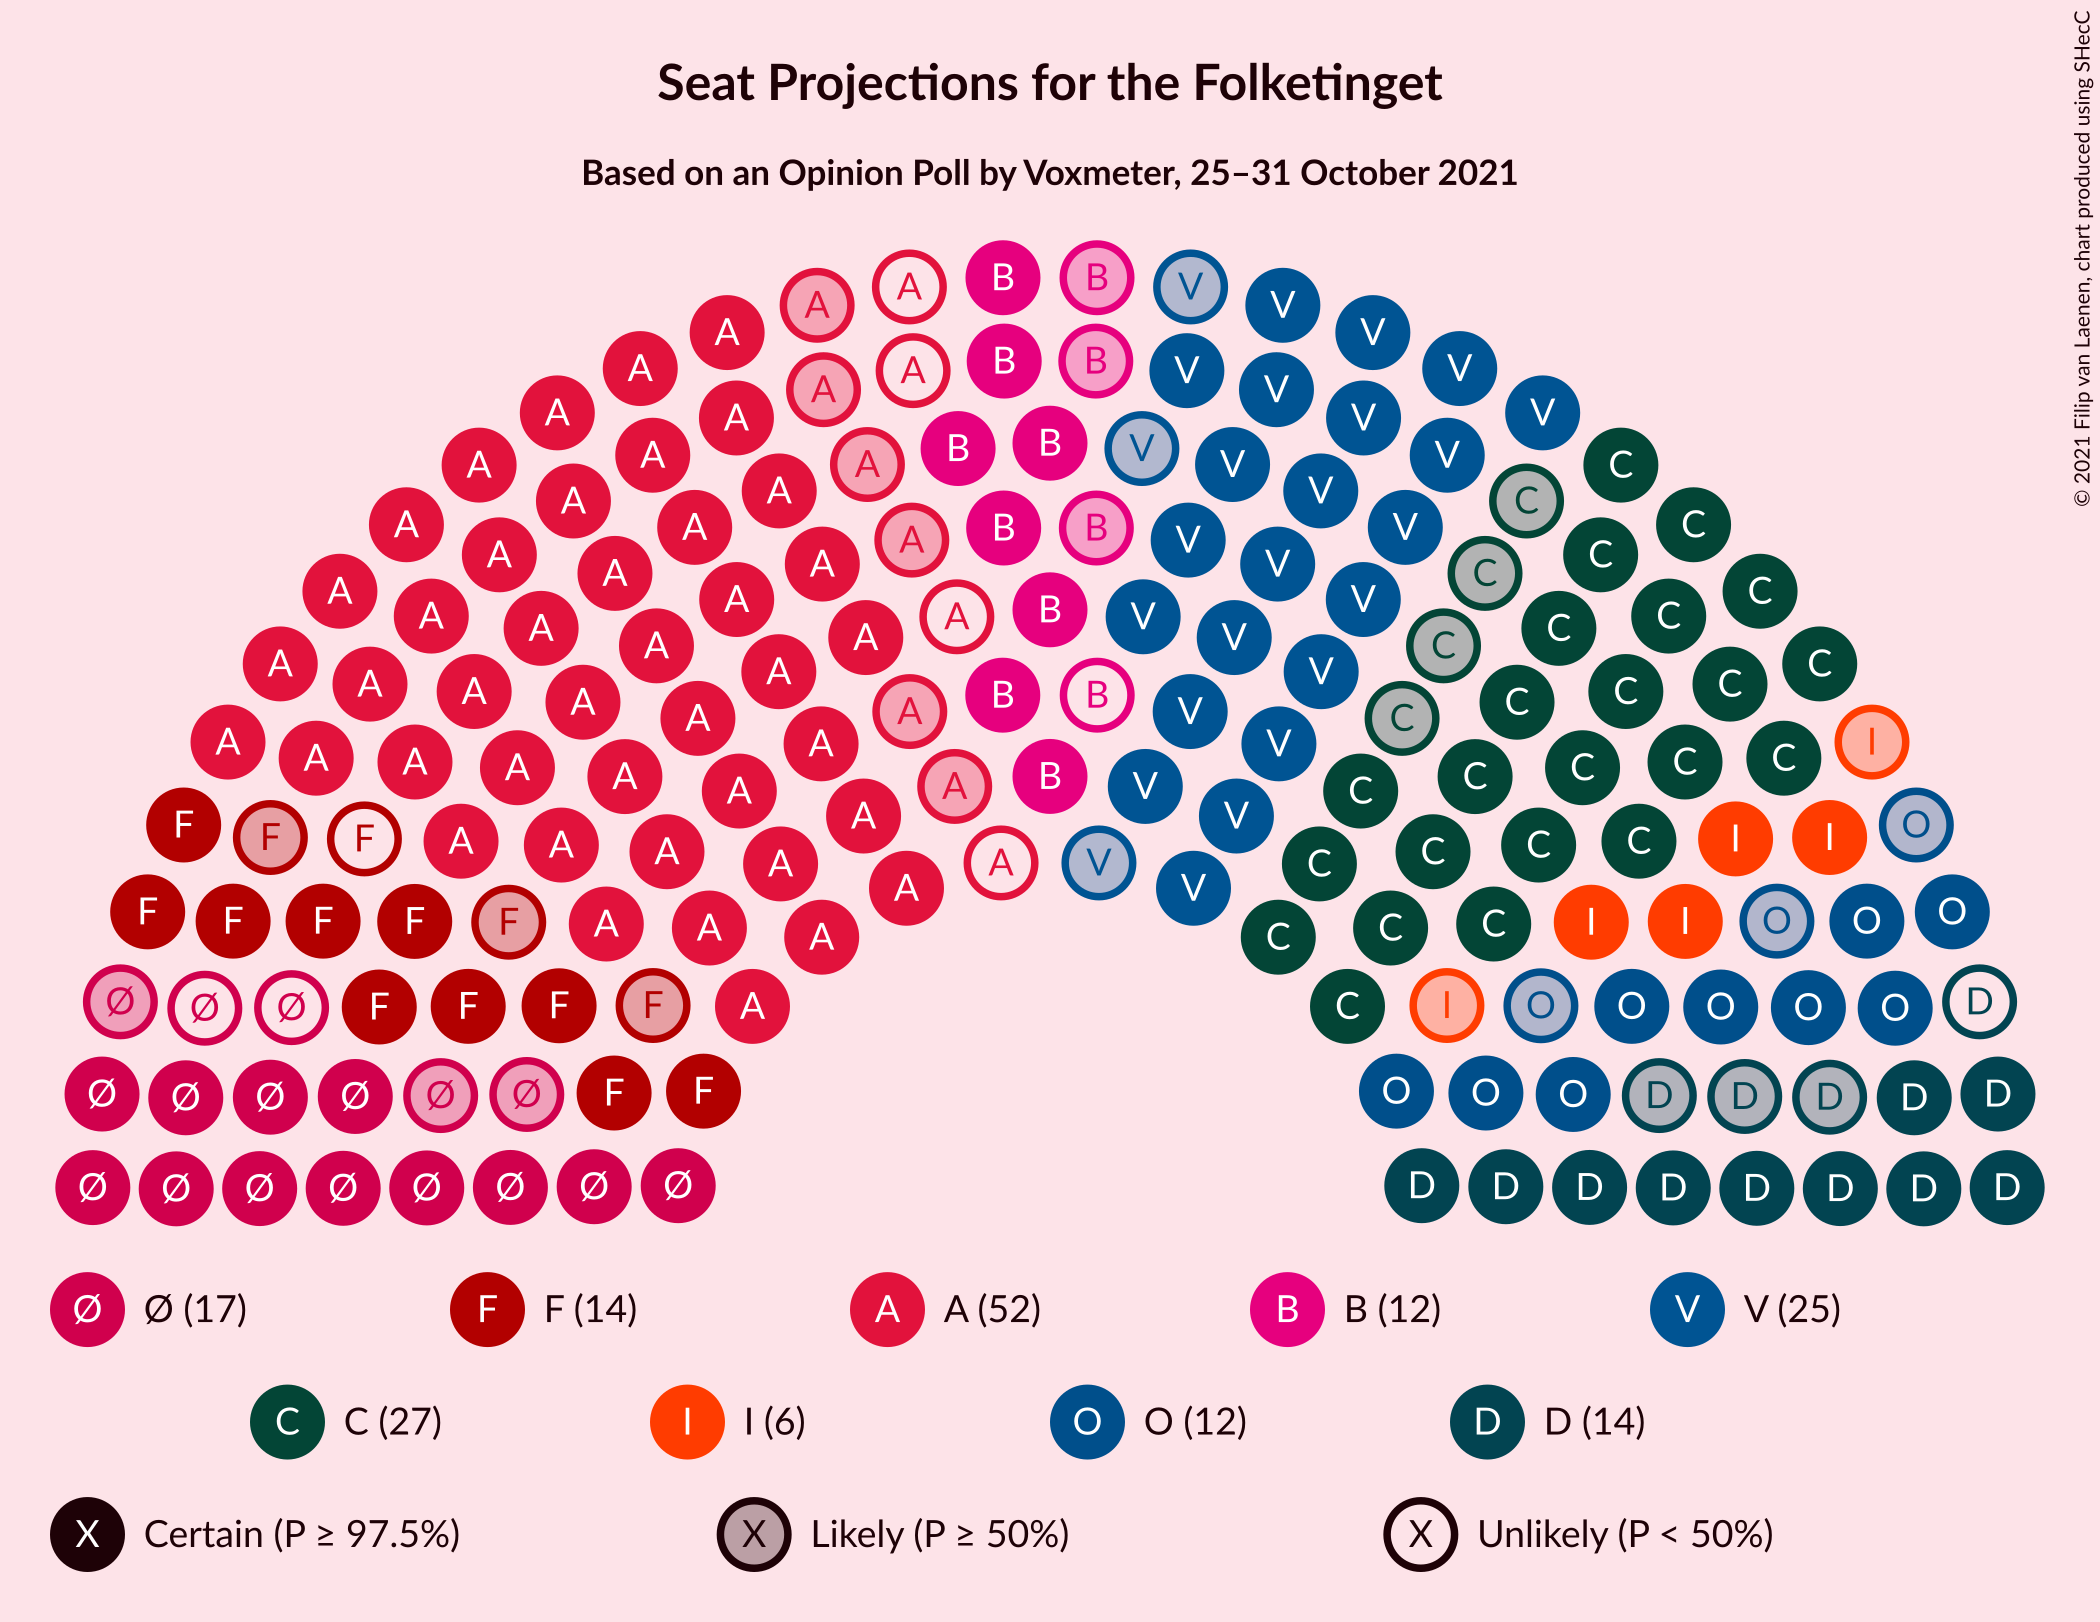 Seat Projections for the Folketinget
Based on an Opinion Poll by Voxmeter, 25–31 October 2021
© 2021 Filip van Laenen, chart produced using SHecC
B B
A V
A V
A V
B B
A V
A V
A V
A C V
A B B V
A V
A C
A V
A V
A C C
A V
B B
A V
A C
A V
A C C
A C
A V
B
A V
A C
A V
A C
A C
A V
A C
A C
B B
A V
A C
A C
A I
A V
A C
A C
A C
B
A V
A C
A C
A V
F O
F A A C I I
A C
A C
A V
A V
F O
F F F A C I I O O
A C
A C
Ø D
Ø Ø F F F F A C I O O O O O
Ø Ø Ø Ø Ø Ø F F O O O D D D D D
Ø Ø Ø Ø Ø Ø Ø Ø D D D D D D D D
Ø Ø (17) F F (14) A A (52) B B (12) V V (25)
C C (27) I I (6) O O (12) D D (14)
X Certain (P ≥ 97.5%) X Likely (P ≥ 50%) X Unlikely (P < 50%)